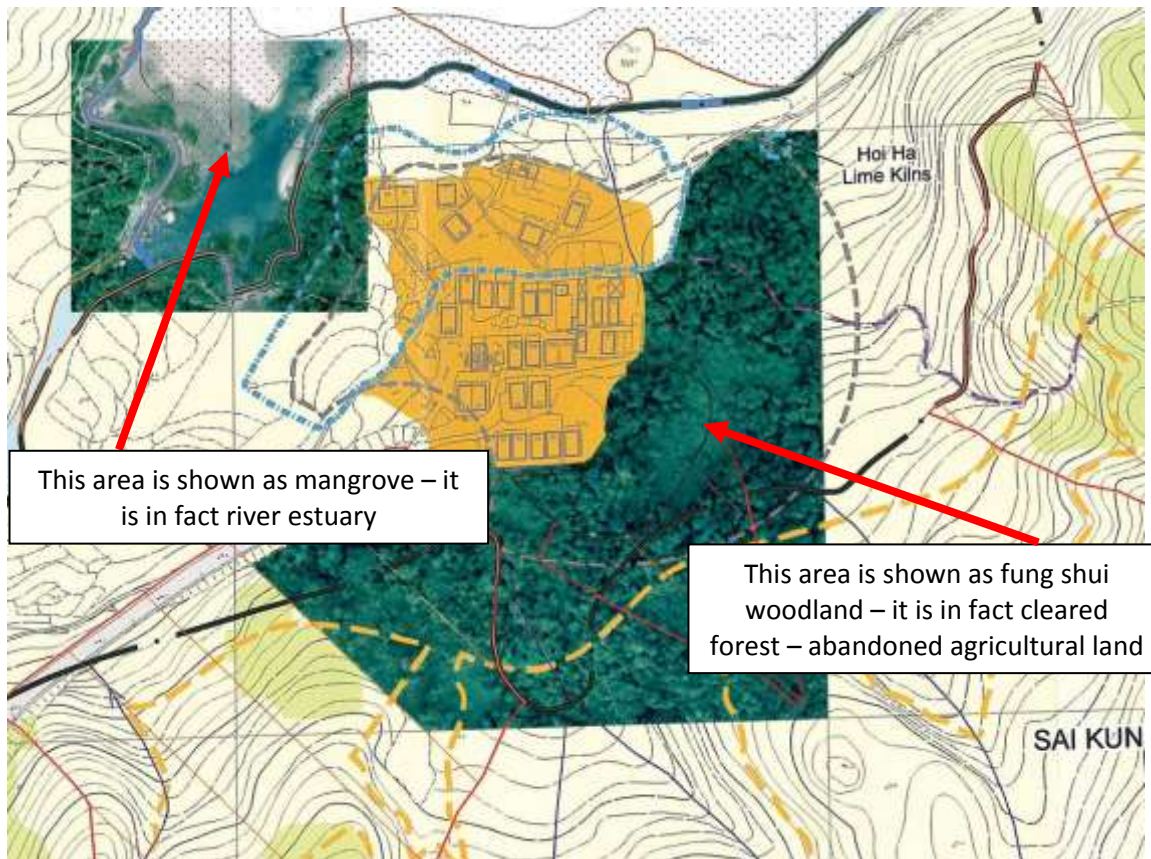 Hoi Ha
Lime Kilns
This area is shown as mangrove – it
is in fact river estuary
This area is shown as fung shui
woodland – it is in fact cleared
forest – abandoned agricultural land
SAI KUN